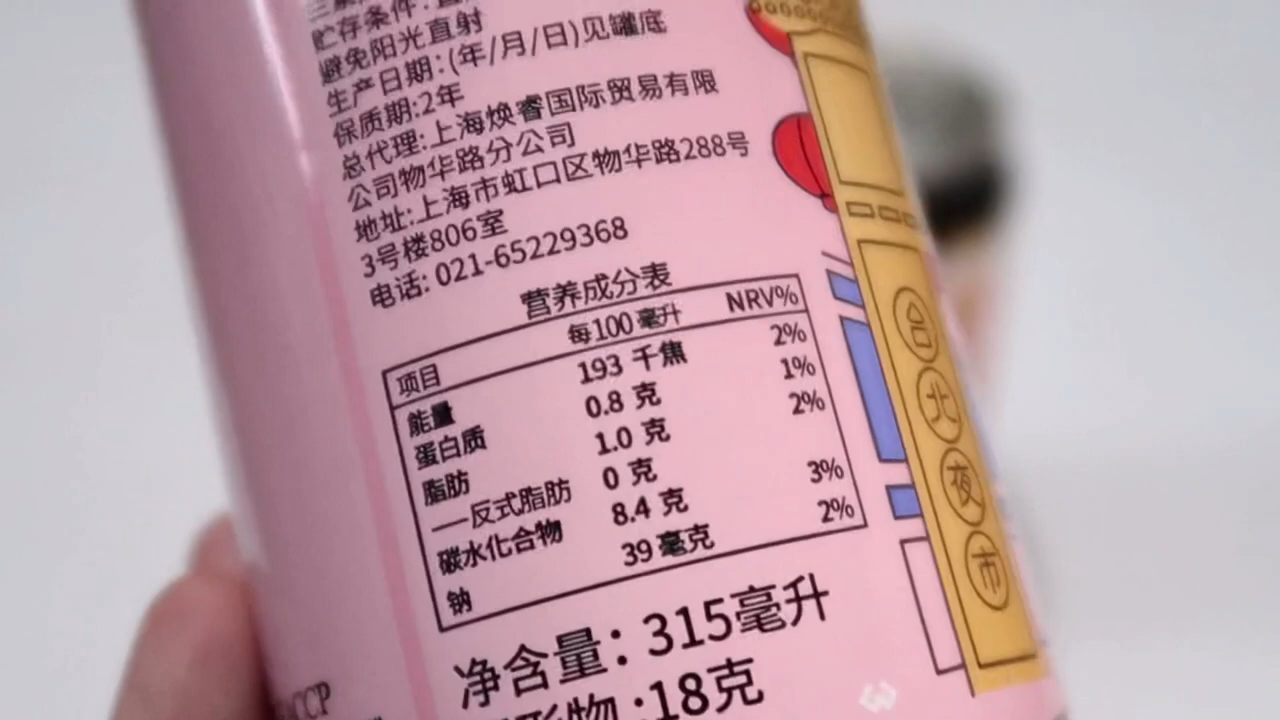 贮存条件:
避免阳光直射
生产日期:(年/月/日)见罐底
保质期:2年
总代理:上海焕睿国际贸易有限
公司物华路分公司
地址:上海市虹口区物华路288号
3号楼806室
电话: 021-65229368
营养成分表
项目 每100毫升 NRV%
能量 193 千焦 2%
蛋白质 0.8 克 1%
脂肪 1.0 克 2%
—反式脂肪 0 克
碳水化合物 8.4 克 3%
钠 39 毫克 2%
净含量: 315毫升
形物:18克
CCP
台北夜市